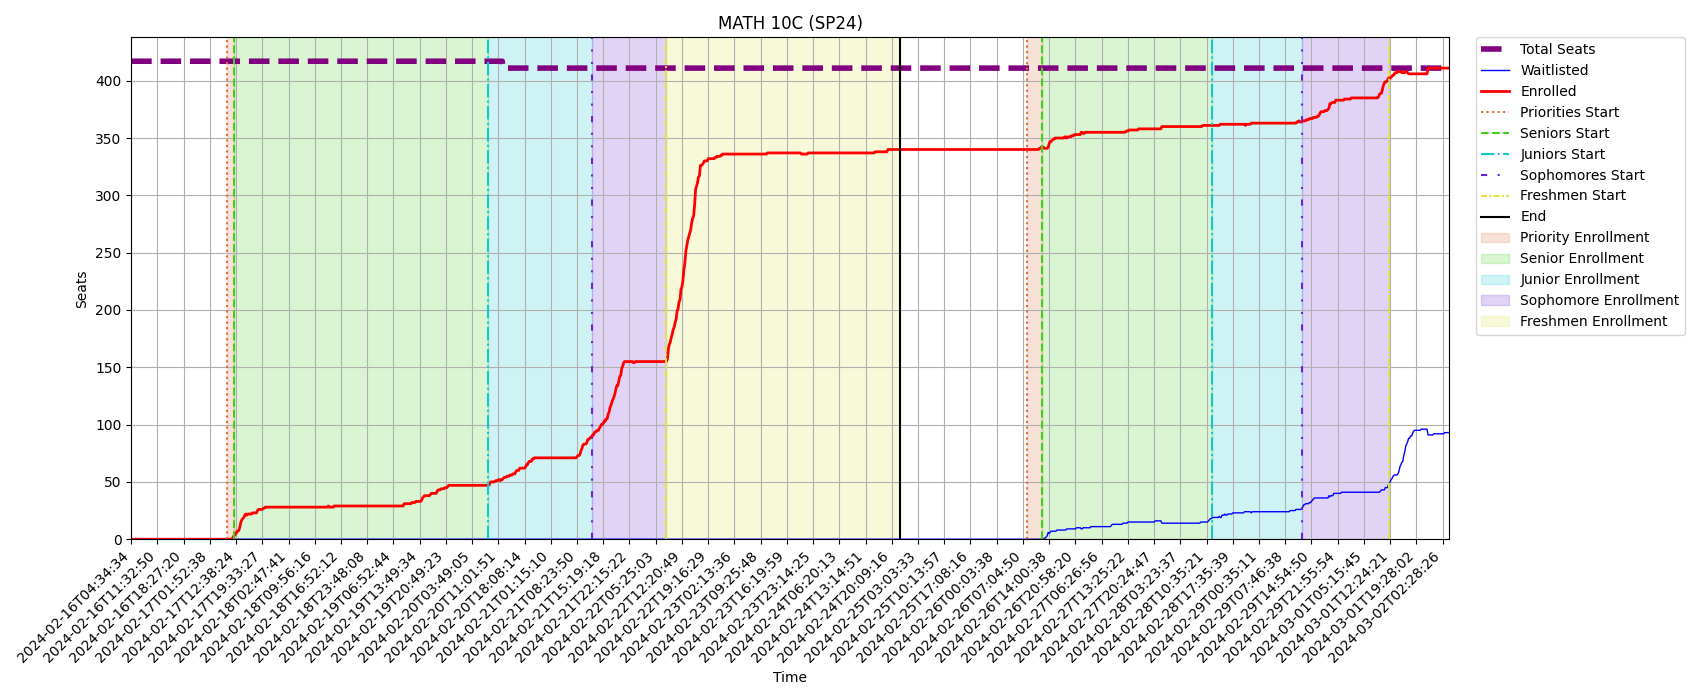 MATH 10C (SP24)
Seats
400
350
300
250
200
150
100
50
0
2024-02-16T04:34:34
2024-02-16T11:32:50
2024-02-16T18:27:20
2024-02-17T01:52:38
2024-02-17T12:38:24
2024-02-17T19:33:27
2024-02-18T02:47:41
2024-02-18T09:56:16
2024-02-18T16:52:12
2024-02-18T23:48:08
2024-02-19T06:52:44
2024-02-19T13:49:34
2024-02-19T20:49:23
2024-02-20T03:49:05
2024-02-20T11:01:51
2024-02-20T18:08:14
2024-02-21T01:15:10
2024-02-21T08:23:50
2024-02-21T15:19:18
2024-02-21T22:15:22
2024-02-22T05:25:03
2024-02-22T12:20:49
2024-02-22T19:16:29
2024-02-23T02:13:36
2024-02-23T09:25:48
2024-02-23T16:19:59
2024-02-23T23:14:25
2024-02-24T06:20:13
2024-02-24T13:14:51
2024-02-24T20:09:16
2024-02-25T03:03:33
2024-02-25T10:13:57
2024-02-25T17:08:16
2024-02-26T00:03:38
2024-02-26T07:04:50
2024-02-26T14:00:38
2024-02-26T20:58:20
2024-02-27T06:26:56
2024-02-27T13:25:22
2024-02-27T20:24:47
2024-02-28T03:23:37
2024-02-28T10:35:21
2024-02-28T17:35:39
2024-02-29T00:35:11
2024-02-29T07:46:38
2024-02-29T14:54:50
2024-02-29T21:55:54
2024-03-01T05:15:45
2024-03-01T12:24:21
2024-03-01T19:28:02
2024-03-02T02:28:26
Time
Total Seats
Waitlisted
Enrolled
Priorities Start
Seniors Start
Juniors Start
Sophomores Start
Freshmen Start
End
Priority Enrollment
Senior Enrollment
Junior Enrollment
Sophomore Enrollment
Freshmen Enrollment